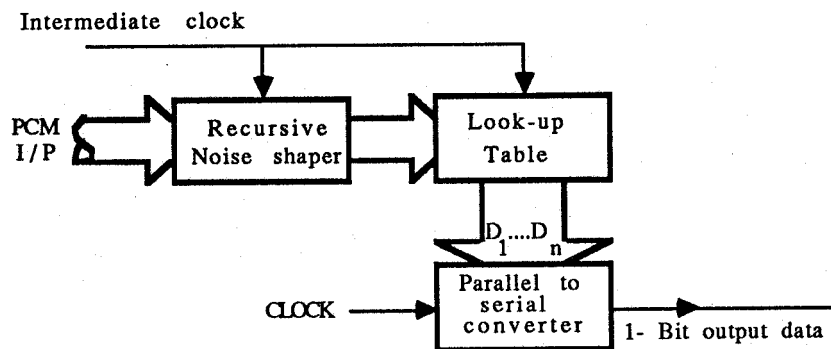 Intermediate clock
PCM
I/P
Recursive
Noise shaper
Look-up
Table
D1....Dn
CLOCK
Parallel to
serial
converter
1- Bit output data